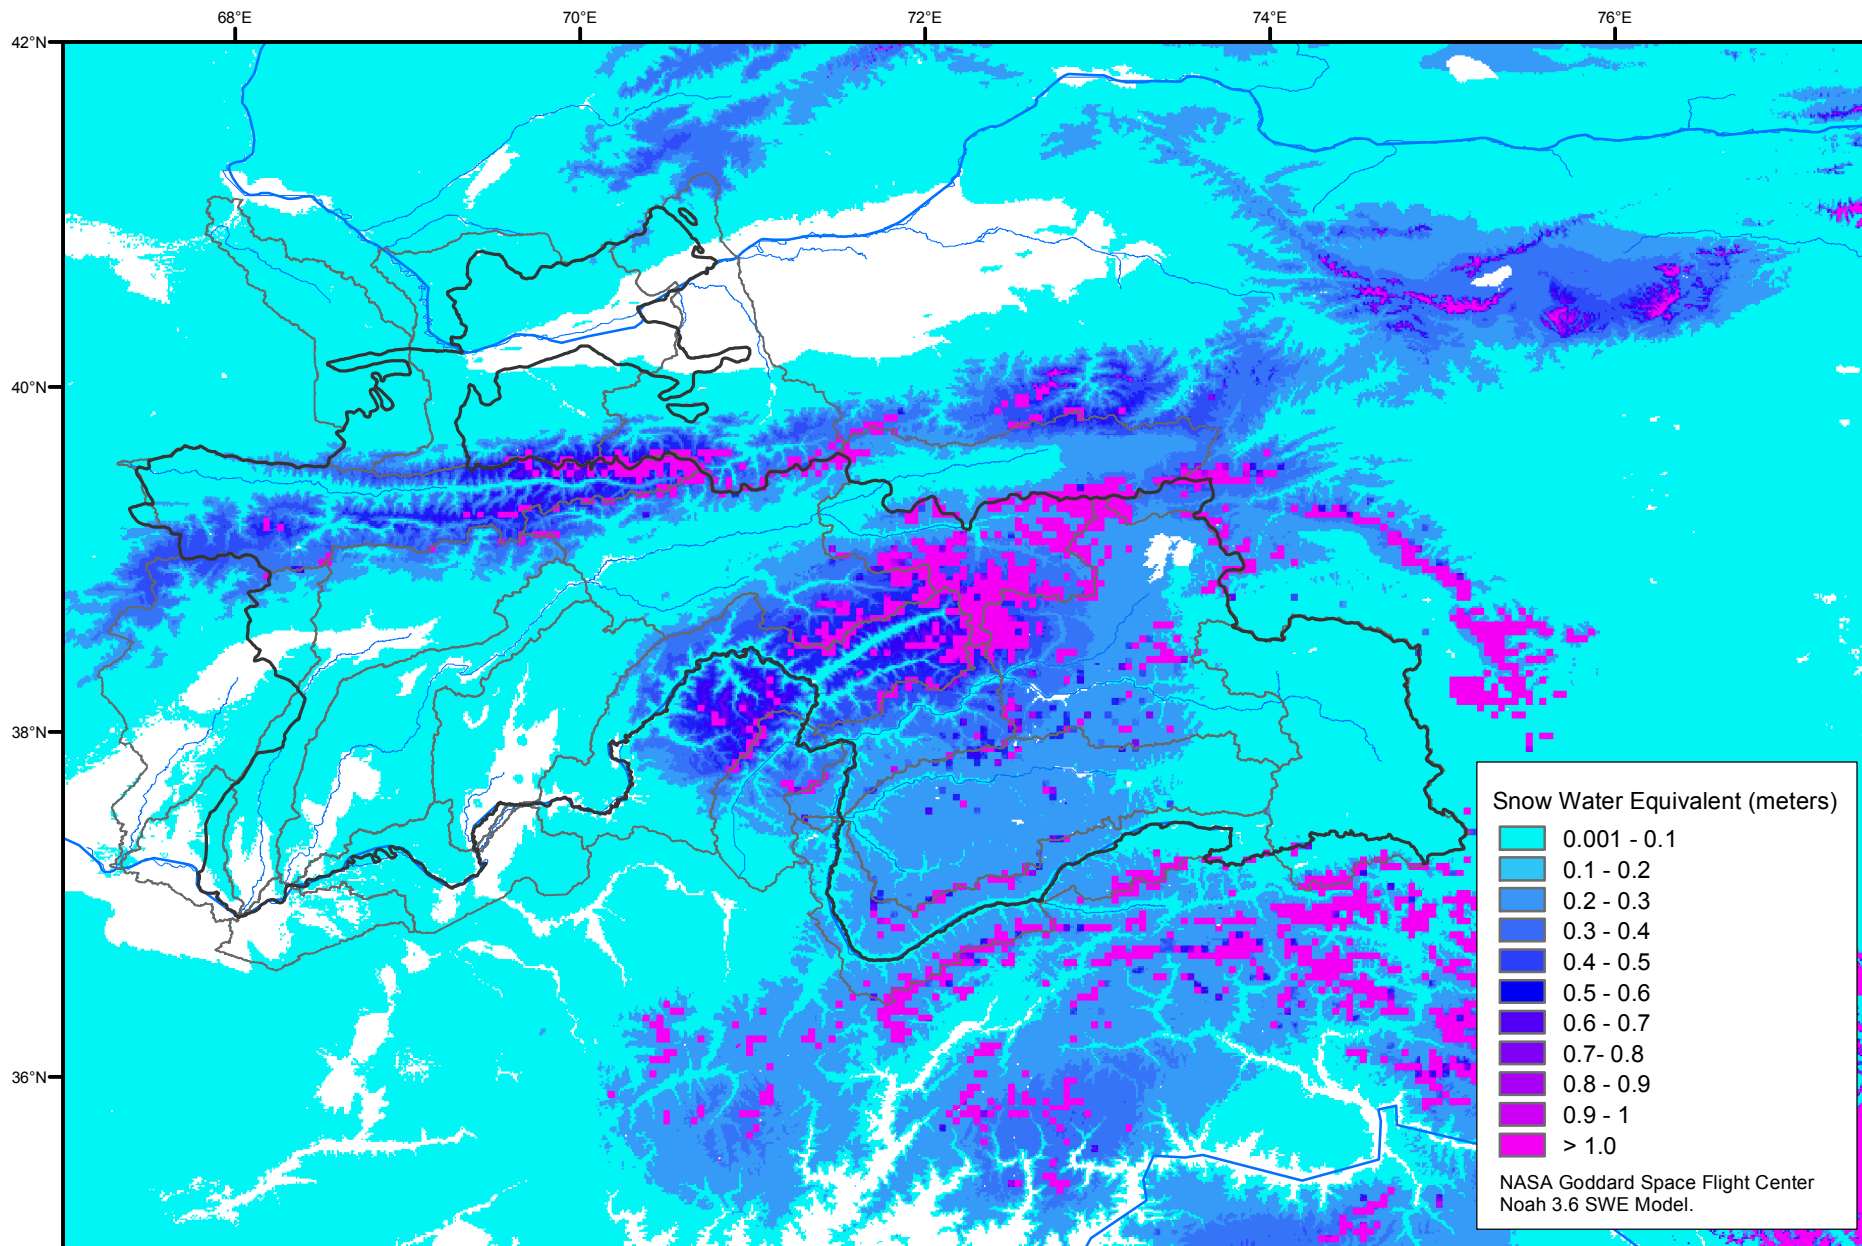 68°E
70°E
72°E
74°E
76°E
42°N
40°N
38°N
36°N
Snow Water Equivalent (meters)
0.001 - 0.1
0.1 - 0.2
0.2 - 0.3
0.3 - 0.4
0.4 - 0.5
0.5 - 0.6
0.6 - 0.7
0.7- 0.8
0.8 - 0.9
0.9 - 1
> 1.0
NASA Goddard Space Flight Center
Noah 3.6 SWE Model.